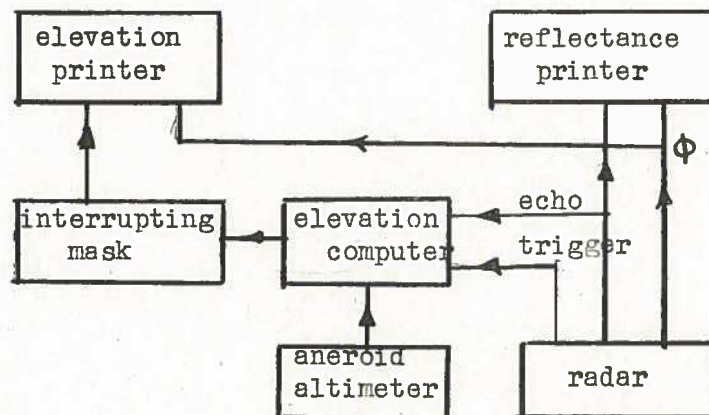 elevation
printer
reflectance
printer
ϕ
interrupting
mask
elevation
computer
echo
trigger
aneroid
altimeter
radar